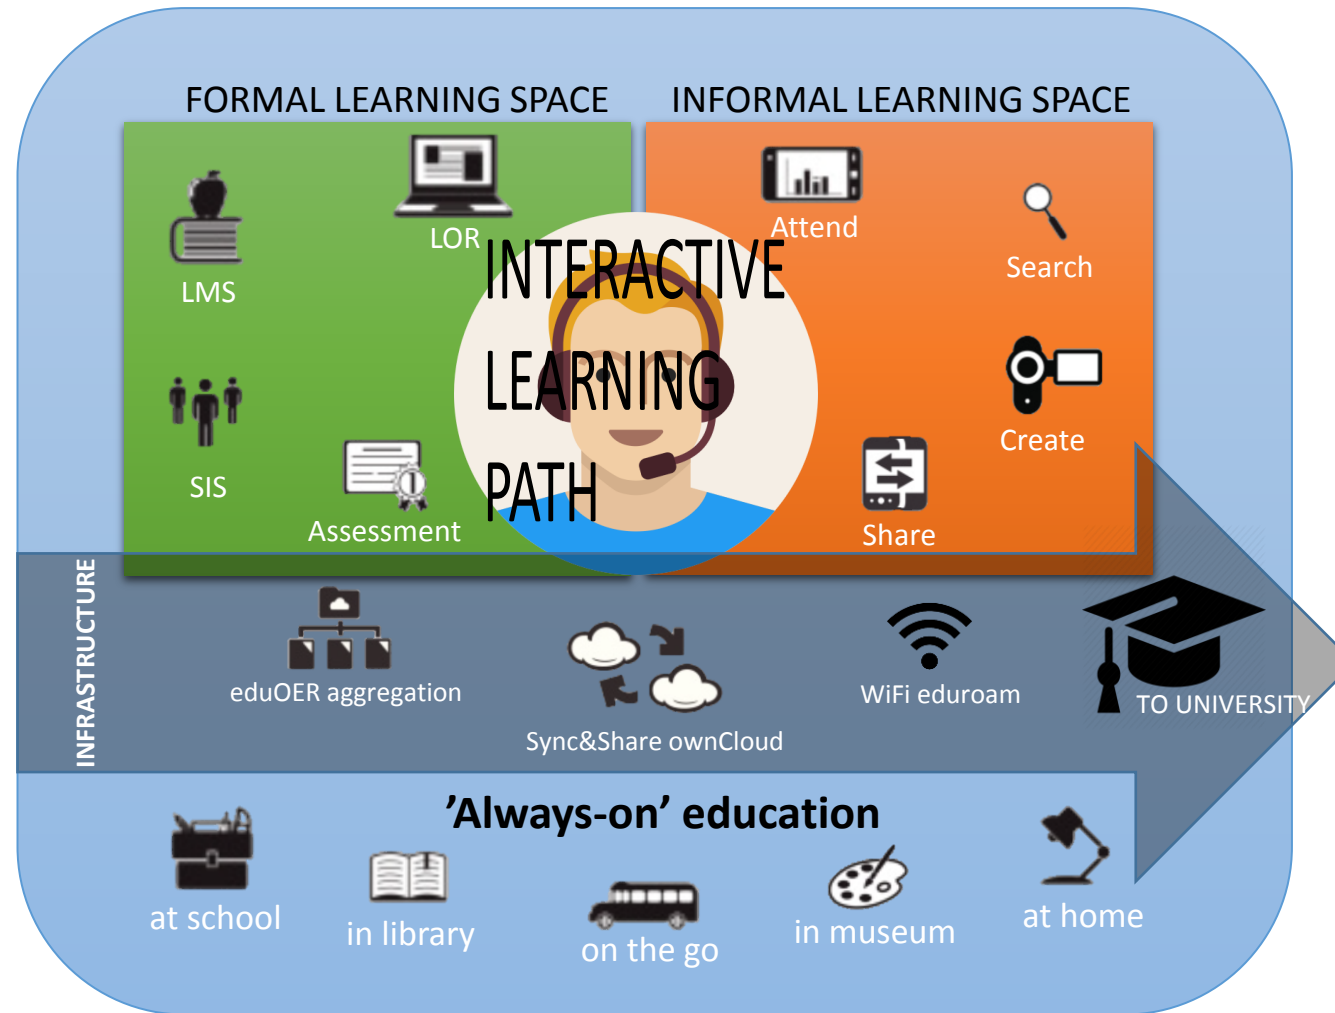 FORMAL LEARNING SPACE
INFORMAL LEARNING SPACE
LOR
LMS
SIS
Assessment
INTERACTIVE
LEARNING
PATH
Attend
Search
Create
Share
INFRASTRUCTURE
eduOER aggregation
Sync&Share ownCloud
WiFi eduroam
TO UNIVERSITY
’Always-on’ education
at school
in library
on the go
in museum
at home